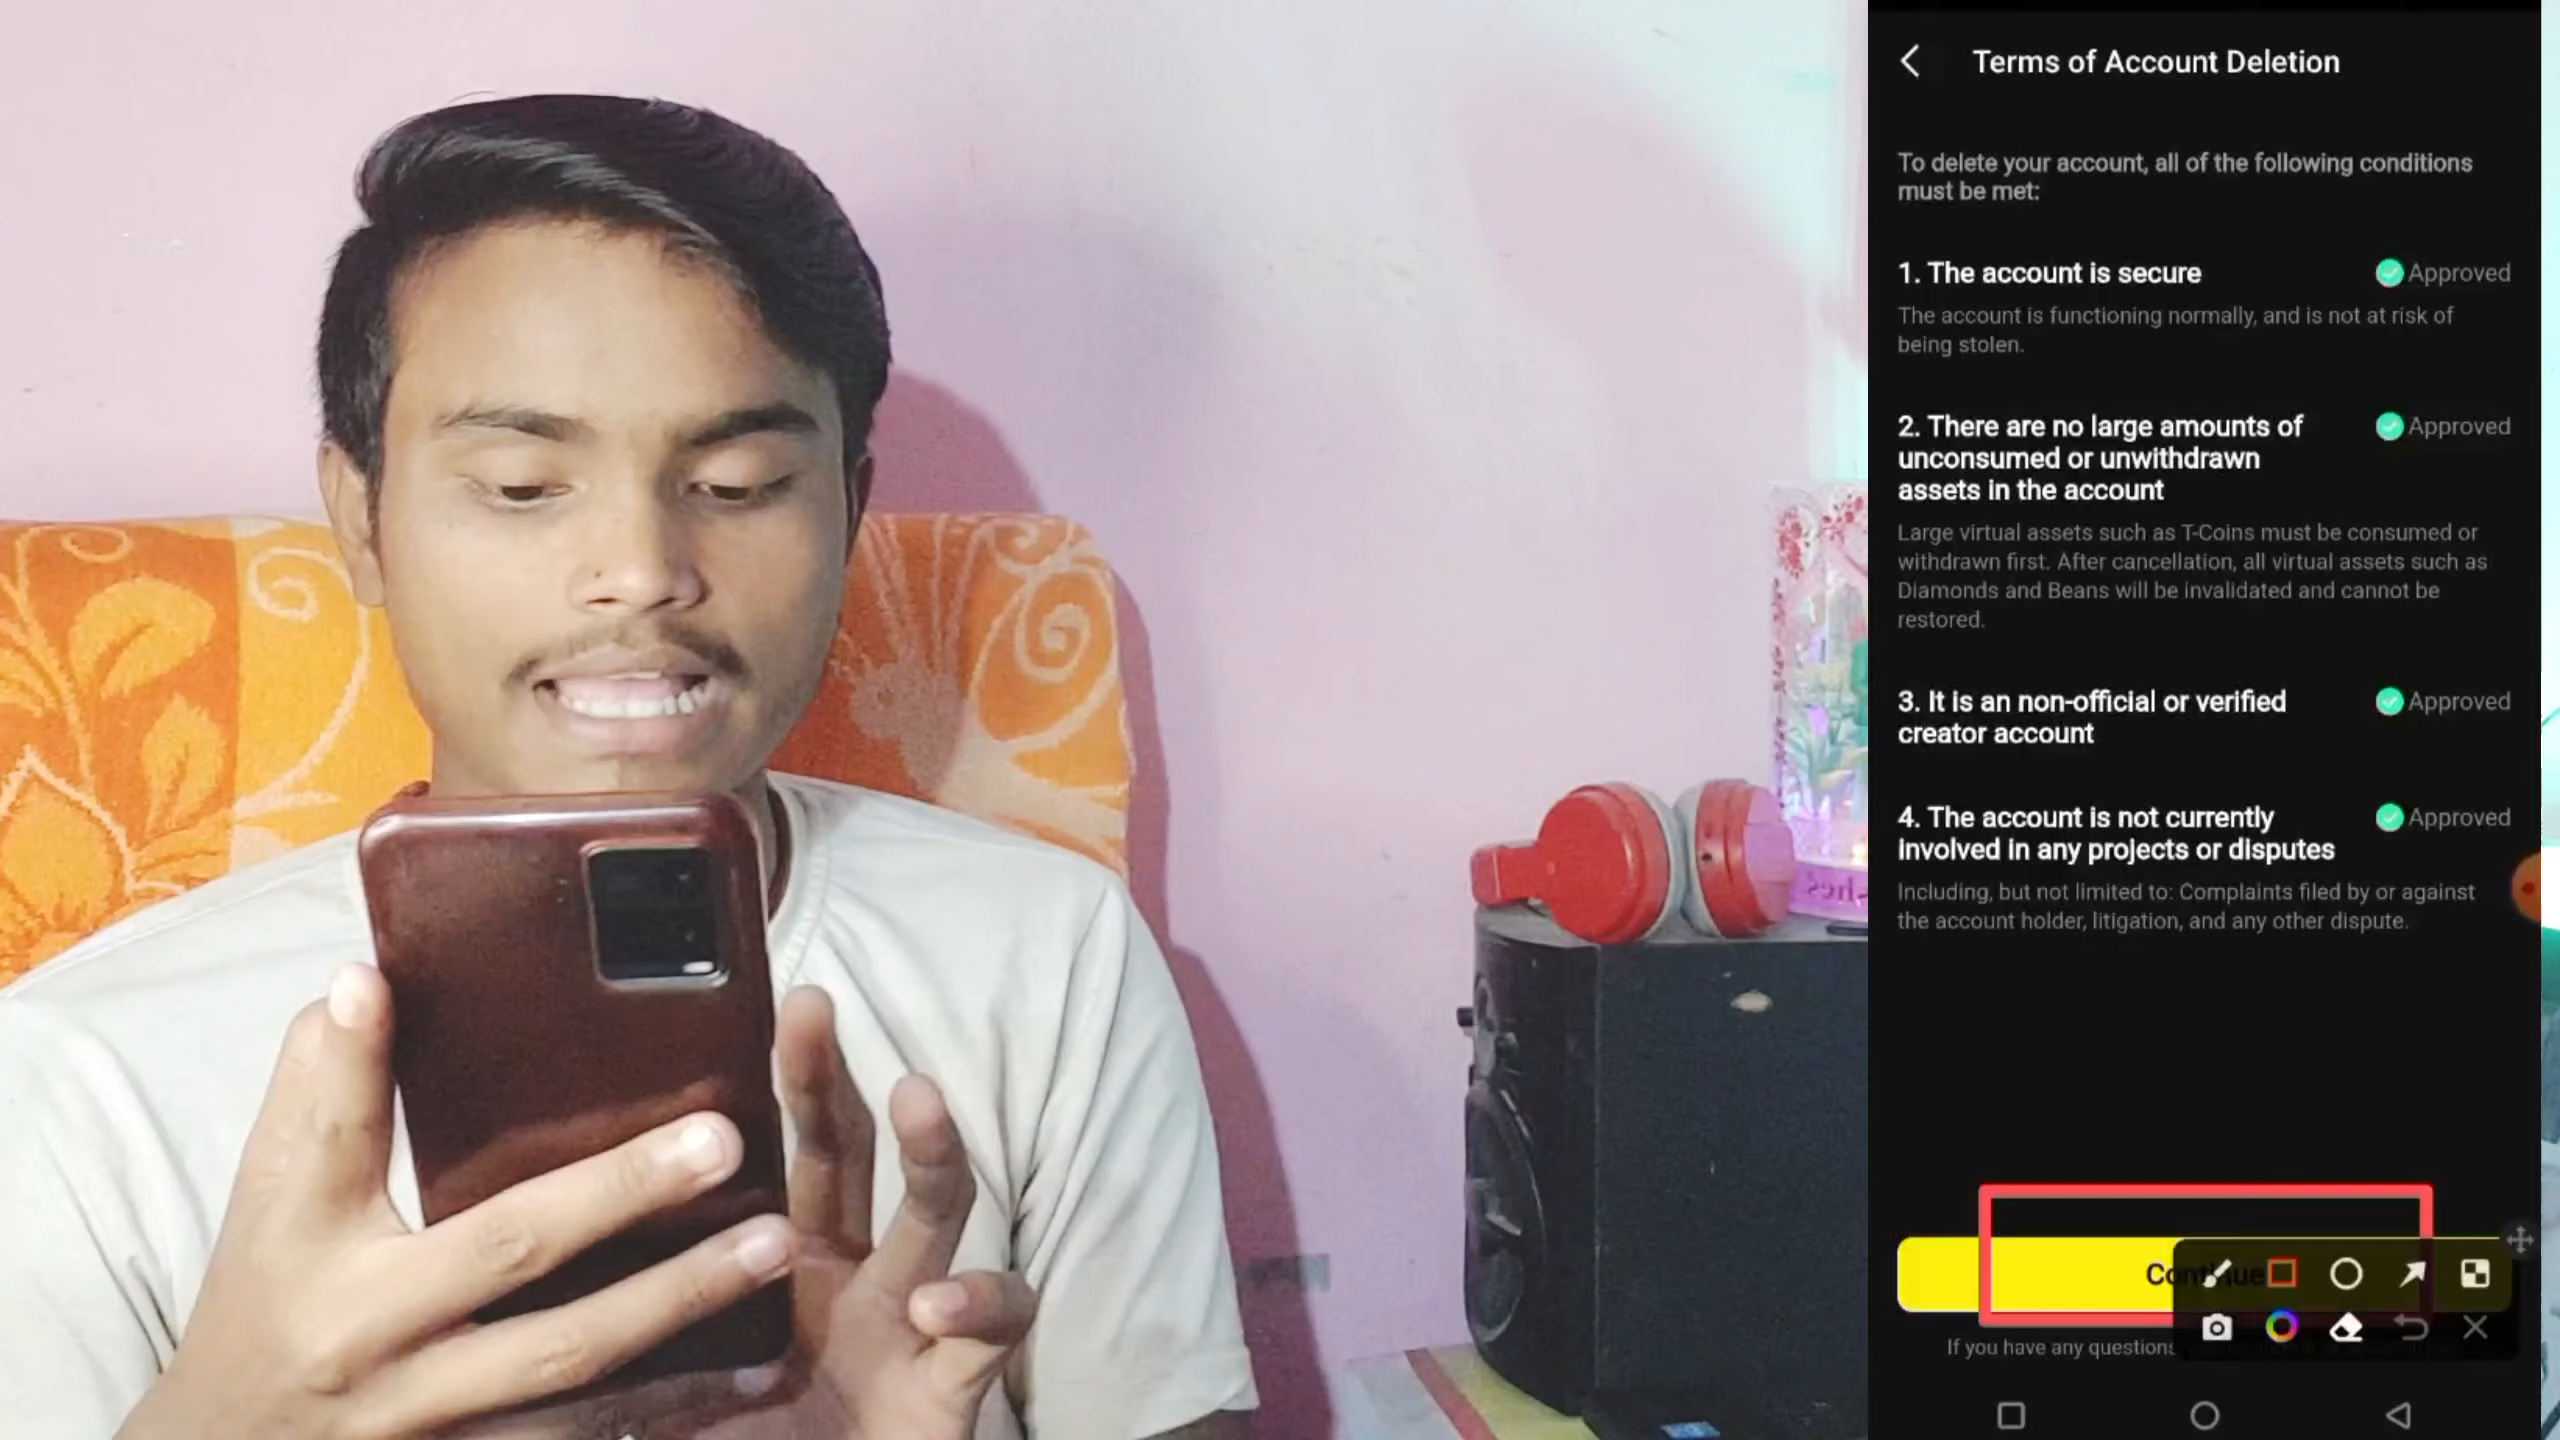 Terms of Account Deletion
To delete your account, all of the following conditions
must be met:
1. The account is secure
Approved
The account is functioning normally, and is not at risk of
being stolen.
2. There are no large amounts of
unconsumed or unwithdrawn
assets in the account
Approved
Large virtual assets such as T-Coins must be consumed or
withdrawn first. After cancellation, all virtual assets such as
Diamonds and Beans will be invalidated and cannot be
restored.
3. It is an non-official or verified
creator account
Approved
4. The account is not currently
involved in any projects or disputes
Approved
Including, but not limited to: Complaints filed by or against
the account holder, litigation, and any other dispute.
Continue
If you have any questions